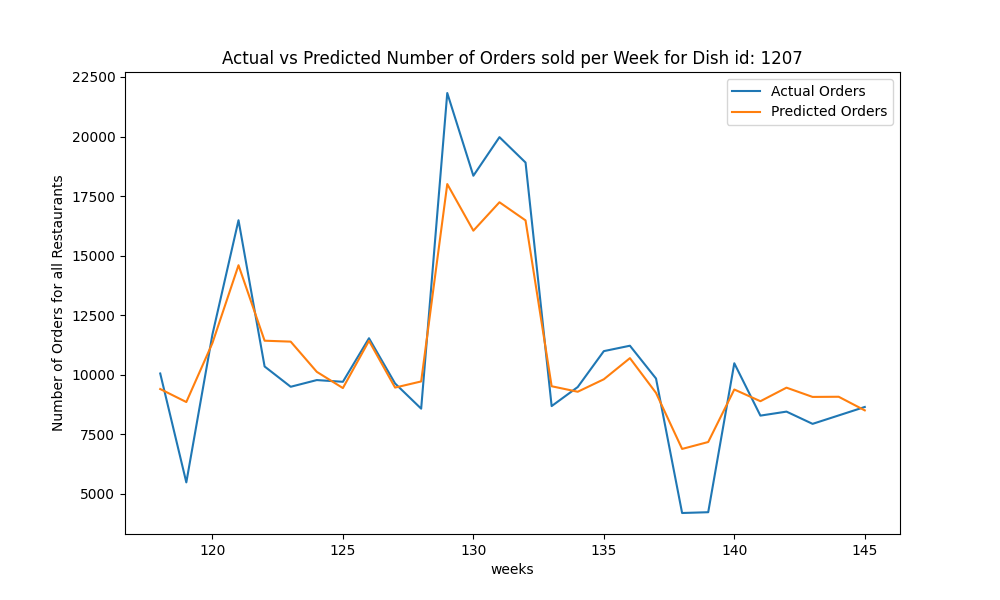 Actual vs Predicted Number of Orders sold per Week for Dish id: 1207
Actual Orders
Predicted Orders
Number of Orders for all Restaurants
22500
20000
17500
15000
12500
10000
7500
5000
120 125 130 135 140 145
weeks